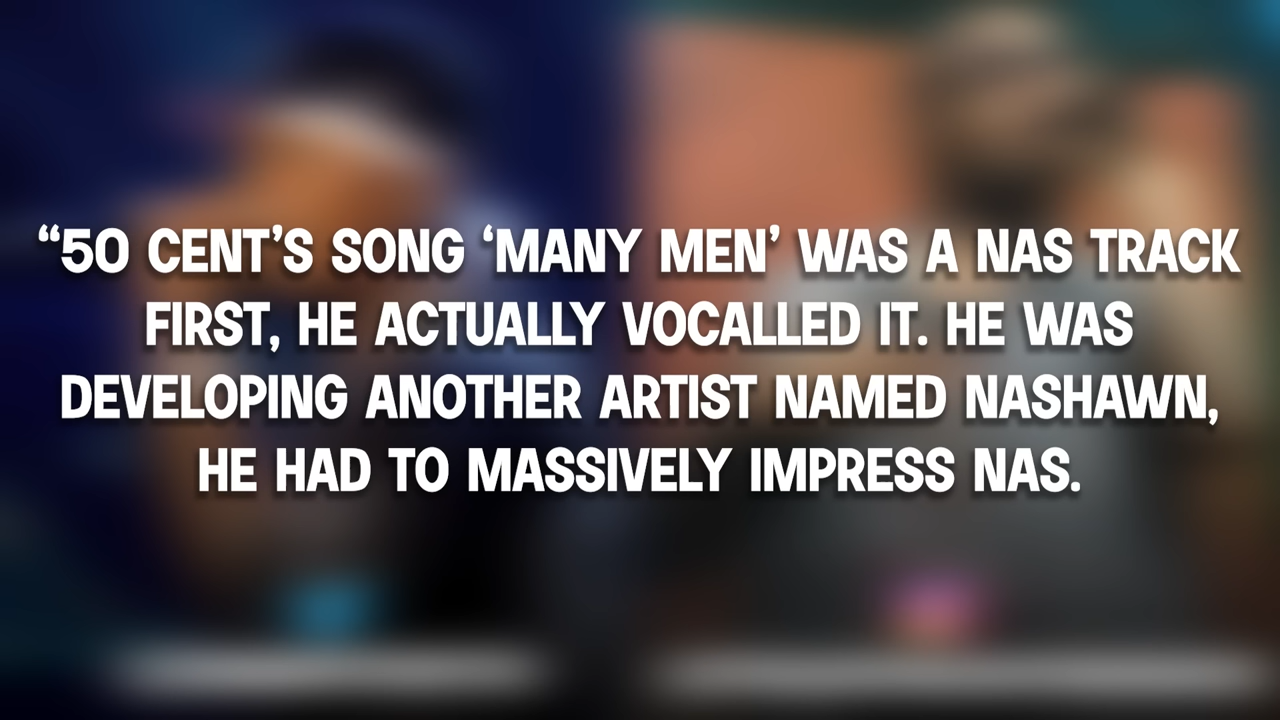 “50 CENT’S SONG ‘MANY MEN’ WAS A NAS TRACK
FIRST, HE ACTUALLY VOCALLED IT. HE WAS
DEVELOPING ANOTHER ARTIST NAMED NASHAWN,
HE HAD TO MASSIVELY IMPRESS NAS.